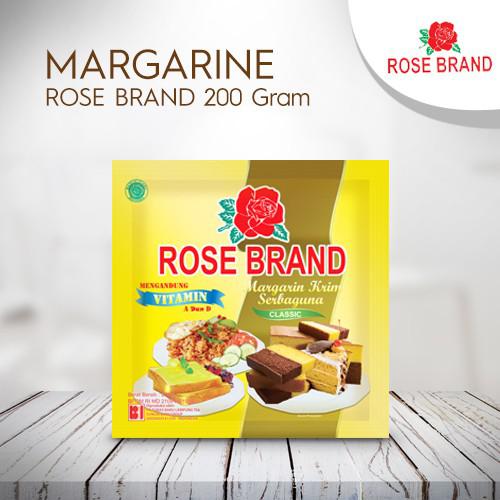 MARGARINE
ROSE BRAND 200 Gram
ROSE BRAND
ROSE BRAND
MENGANDUNG
VITAMIN
A Dan D
Margarin Krim
Serbaguna
CLASSIC